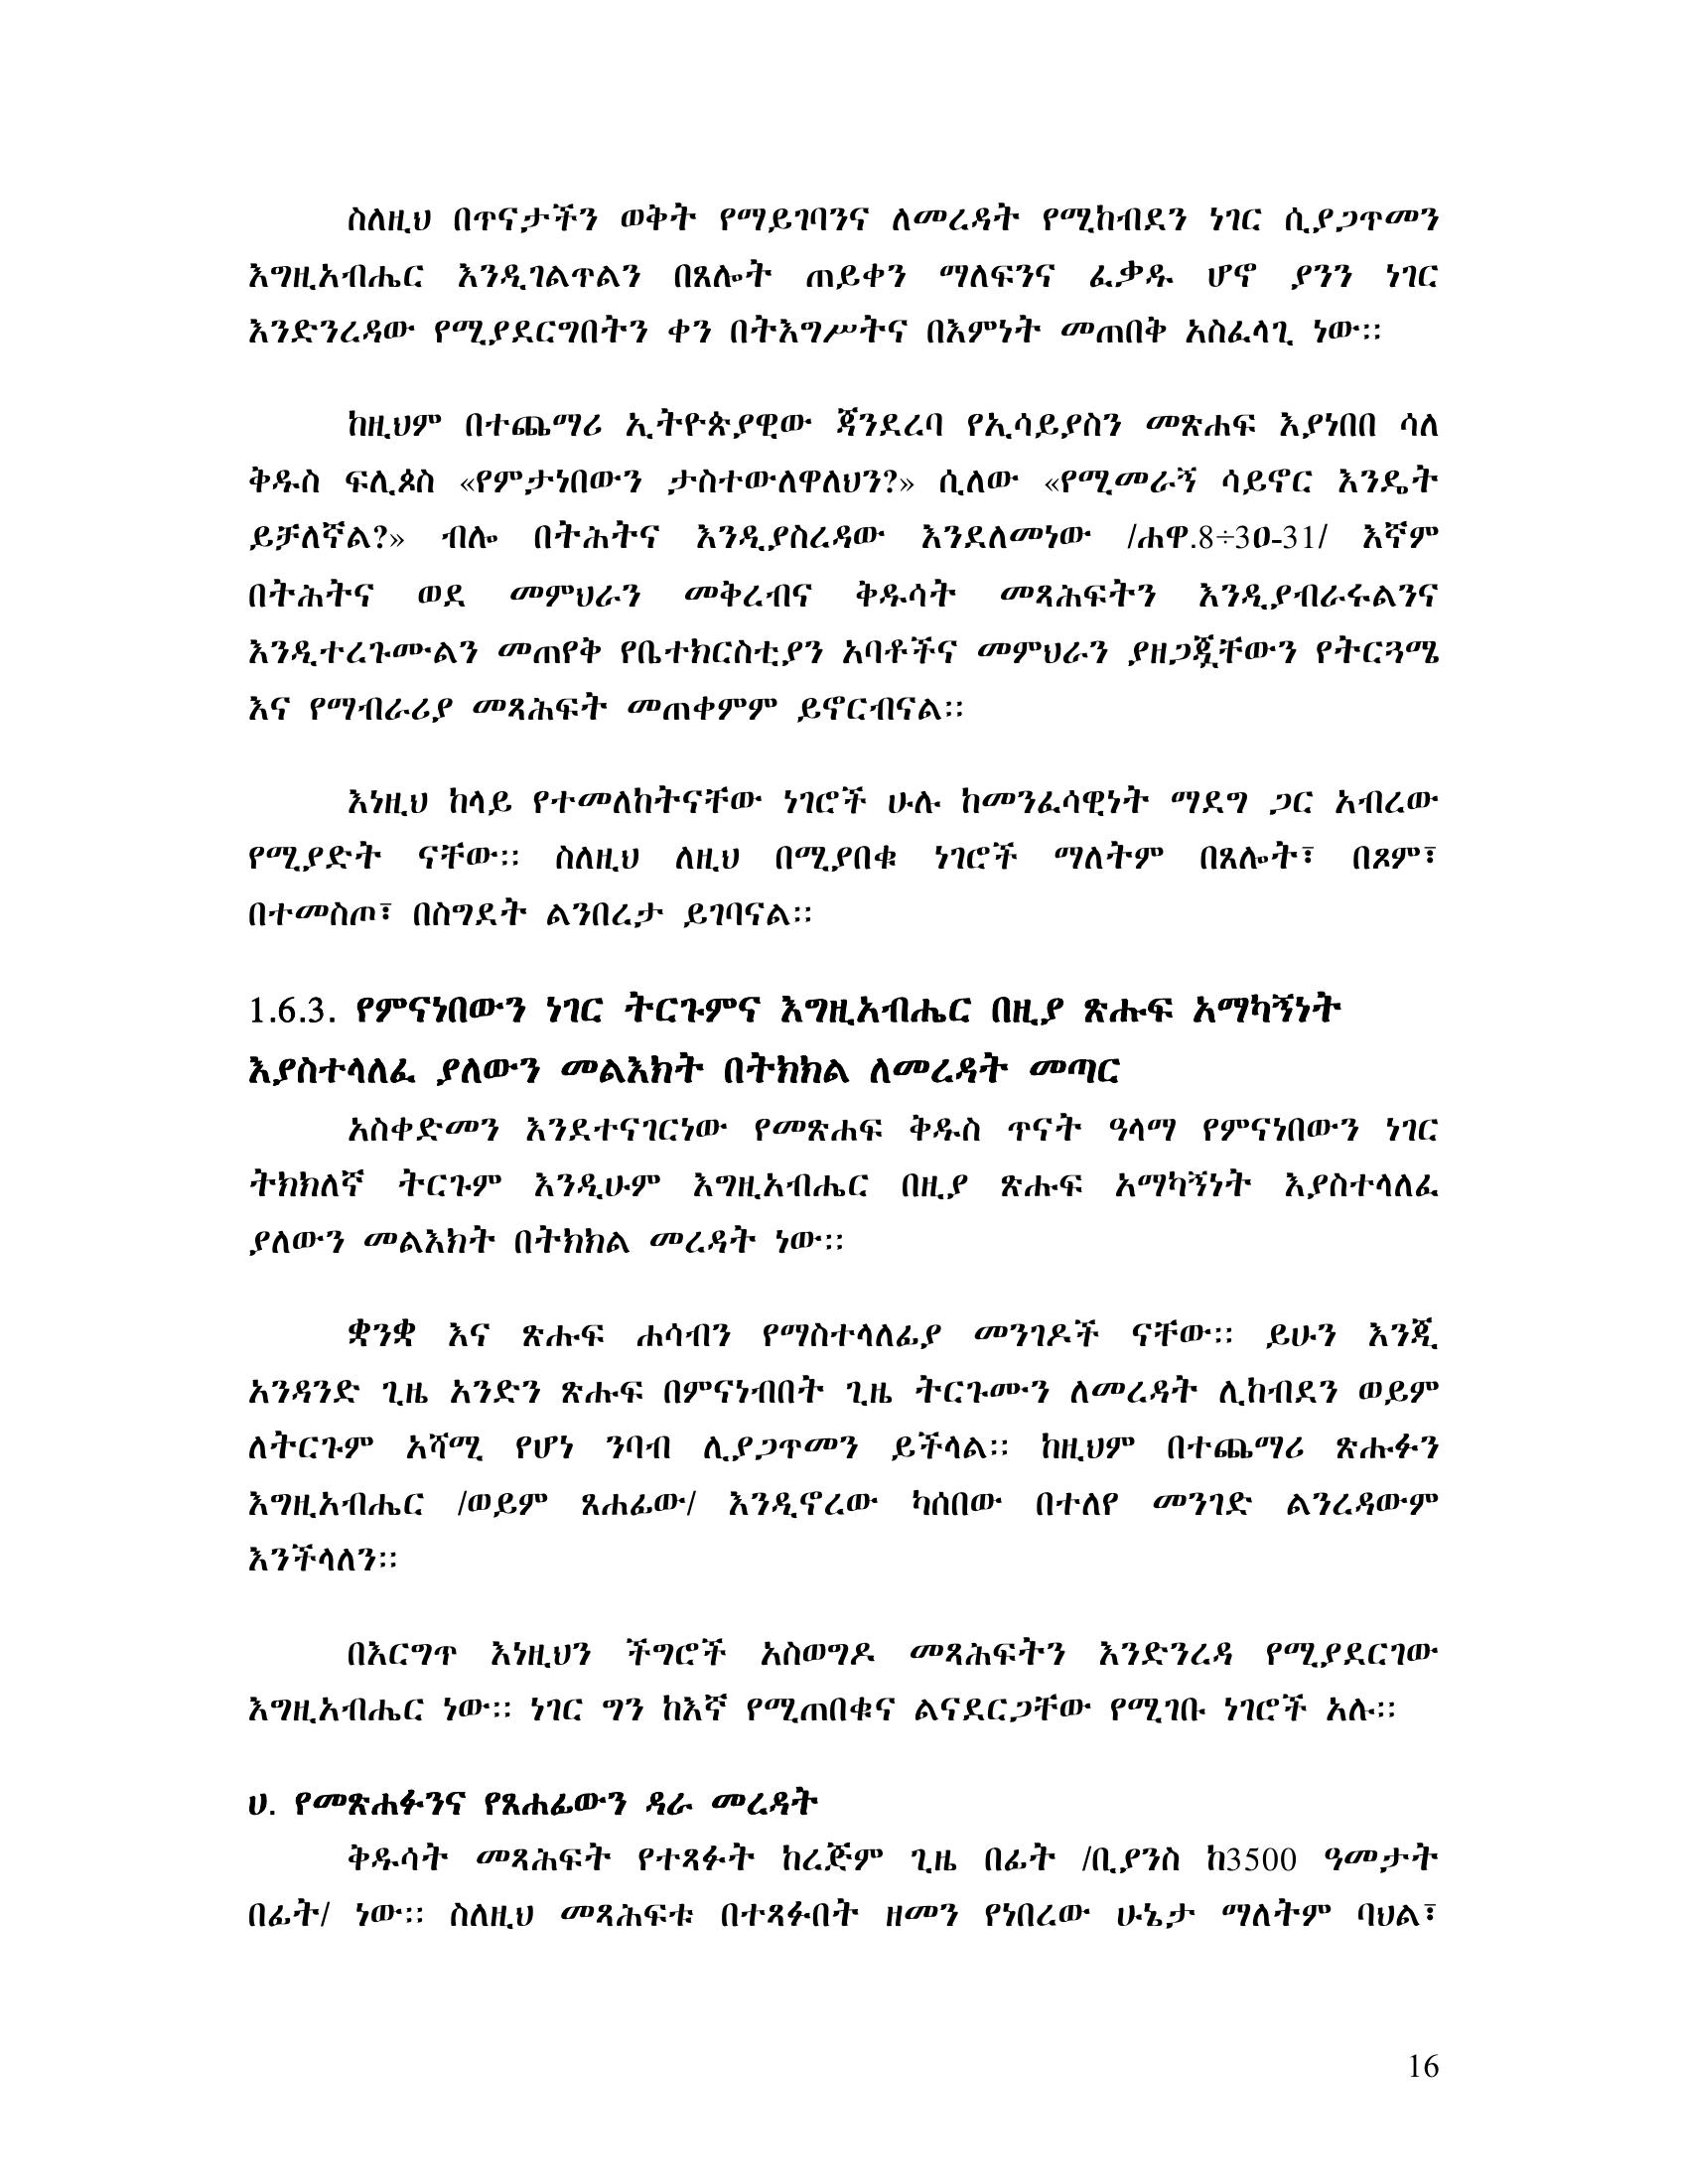 ስለዚህ በጥናታችን ወቅት የማይገባንና ለመረዳት የሚከብደን ነገር ሲያጋጥመን
እግዚአብሔር እንዲገልጥልን በጸሎት ጠይቀን ማለፍንና ፈቃዱ ሆኖ ያንን ነገር
እንድንረዳው የሚያደርግበትን ቀን በትእግሥትና በእምነት መጠበቅ አስፈላጊ ነው፡፡
ከዚህም በተጨማሪ ኢትዮጵያዊው ጃንደረባ የኢሳይያስን መጽሐፍ እያነበበ ሳለ
ቅዱስ ፍሊጶስ «የምታነበውን ታስተውለዋለህን?» ሲለው «የሚመራኝ ሳይኖር እንዴት
ይቻለኛል?» ብሎ በትሕትና እንዲያስረዳው እንደለመነው /ሐዋ.8÷3ዐ-31/ እኛም
በትሕትና ወደ መምህራን መቅረብና ቅዱሳት መጻሕፍትን እንዲያብራሩልንና
እንዲተረጉሙልን መጠየቅ የቤተክርስቲያን አባቶችና መምህራን ያዘጋጇቸውን የትርጓሜ
እና የማብራሪያ መጻሕፍት መጠቀምም ይኖርብናል፡፡
እነዚህ ከላይ የተመለከትናቸው ነገሮች ሁሉ ከመንፈሳዊነት ማደግ ጋር አብረው
የሚያድት ናቸው፡፡ ስለዚህ ለዚህ በሚያበቁ ነገሮች ማለትም በጸሎት፣ በጾም፣
በተመስጦ፣ በስግደት ልንበረታ ይገባናል፡፡
1.6.3. የምናነበውን ነገር ትርጉምና እግዚአብሔር በዚያ ጽሑፍ አማካኝነት
እያስተላለፈ ያለውን መልእክት በትክክል ለመረዳት መጣር
አስቀድመን እንደተናገርነው የመጽሐፍ ቅዱስ ጥናት ዓላማ የምናነበውን ነገር
ትክክለኛ ትርጉም እንዲሁም እግዚአብሔር በዚያ ጽሑፍ አማካኝነት እያስተላለፈ
ያለውን መልእክት በትክክል መረዳት ነው፡፡
ቋንቋ እና ጽሑፍ ሐሳብን የማስተላለፊያ መንገዶች ናቸው፡፡ ይሁን እንጂ
አንዳንድ ጊዜ አንድን ጽሑፍ በምናነብበት ጊዜ ትርጉሙን ለመረዳት ሊከብደን ወይም
ለትርጉም አሻሚ የሆነ ንባብ ሊያጋጥመን ይችላል፡፡ ከዚህም በተጨማሪ ጽሑፉን
እግዚአብሔር /ወይም ጸሐፊው/ እንዲኖረው ካሰበው በተለየ መንገድ ልንረዳውም
እንችላለን፡፡
በእርግጥ እነዚህን ችግሮች አስወግዶ መጻሕፍትን እንድንረዳ የሚያደርገው
እግዚአብሔር ነው፡፡ ነገር ግን ከእኛ የሚጠበቁና ልናደርጋቸው የሚገቡ ነገሮች አሉ፡፡
ሀ. የመጽሐፉንና የጸሐፊውን ዳራ መረዳት
ቅዱሳት መጻሕፍት የተጻፉት ከረጅም ጊዜ በፊት /ቢያንስ ከ3500 ዓመታት
በፊት/ ነው፡፡ ስለዚህ መጻሕፍቱ በተጻፉበት ዘመን የነበረው ሁኔታ ማለትም ባህል፣
16